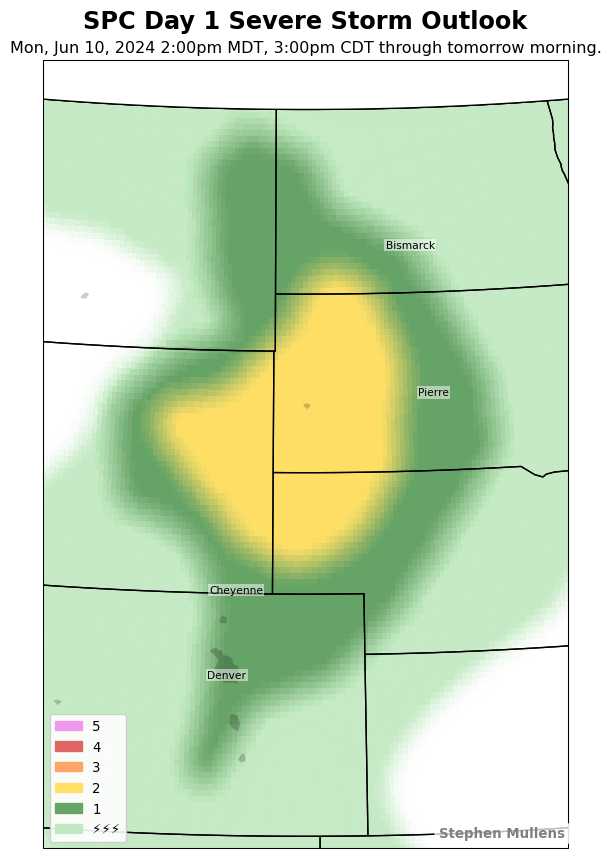 SPC Day 1 Severe Storm Outlook
Mon, Jun 10, 2024 2:00pm MDT, 3:00pm CDT through tomorrow morning.
Bismarck
Pierre
Cheyenne
Denver
5
4
3
2
1
⚡⚡⚡
Stephen Mullens